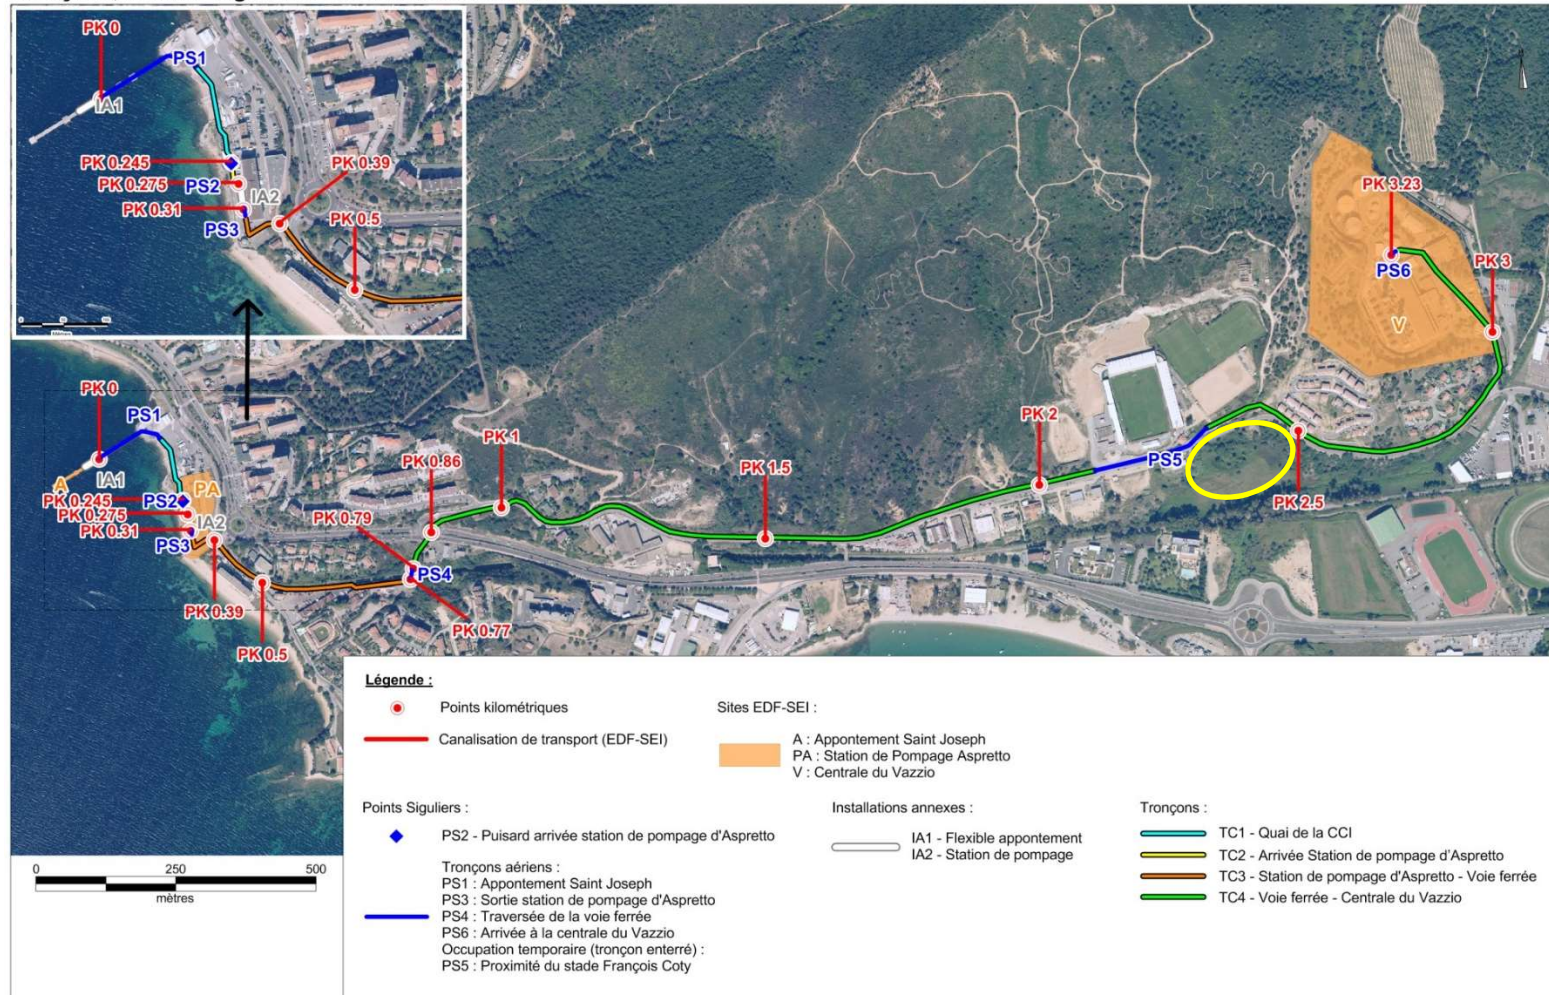 PK 0
PS1
IA1
PK 0.245
PK 0.39
PK 0.275
PS2
IA2
PK 0.31
PK 0.5
PS3
PK 3.23
PS6
PK 3
V
PK 0
PS1
PK 2
PK 1
PK 0.86
PK 1.5
PS5
A
IA1
PA
PK 0.245
PS2
PK 0.275
IA2
PK 0.31
PS3
PK 0.79
PK 2.5
PS4
PK 0.39
PK 0.77
PK 0.5
Légende :
Points kilométriques
Canalisation de transport (EDF-SEI)
Sites EDF-SEI :
A : Appontement Saint Joseph
PA : Station de Pompage Aspretto
V : Centrale du Vazzio
Points Siguliers :
PS2 - Puisard arrivée station de pompage d'Aspretto
Tronçons aériens :
PS1 : Appontement Saint Joseph
PS3 : Sortie station de pompage d'Aspretto
PS4 : Traversée de la voie ferrée
PS6 : Arrivée à la centrale du Vazzio
Occupation temporaire (tronçon enterré) :
PS5 : Proximité du stade François Coty
Installations annexes :
IA1 - Flexible appontement
IA2 - Station de pompage
Tronçons :
TC1 - Quai de la CCI
TC2 - Arrivée Station de pompage d'Aspretto
TC3 - Station de pompage d'Aspretto - Voie ferrée
TC4 - Voie ferrée - Centrale du Vazzio
0 250 500
mètres